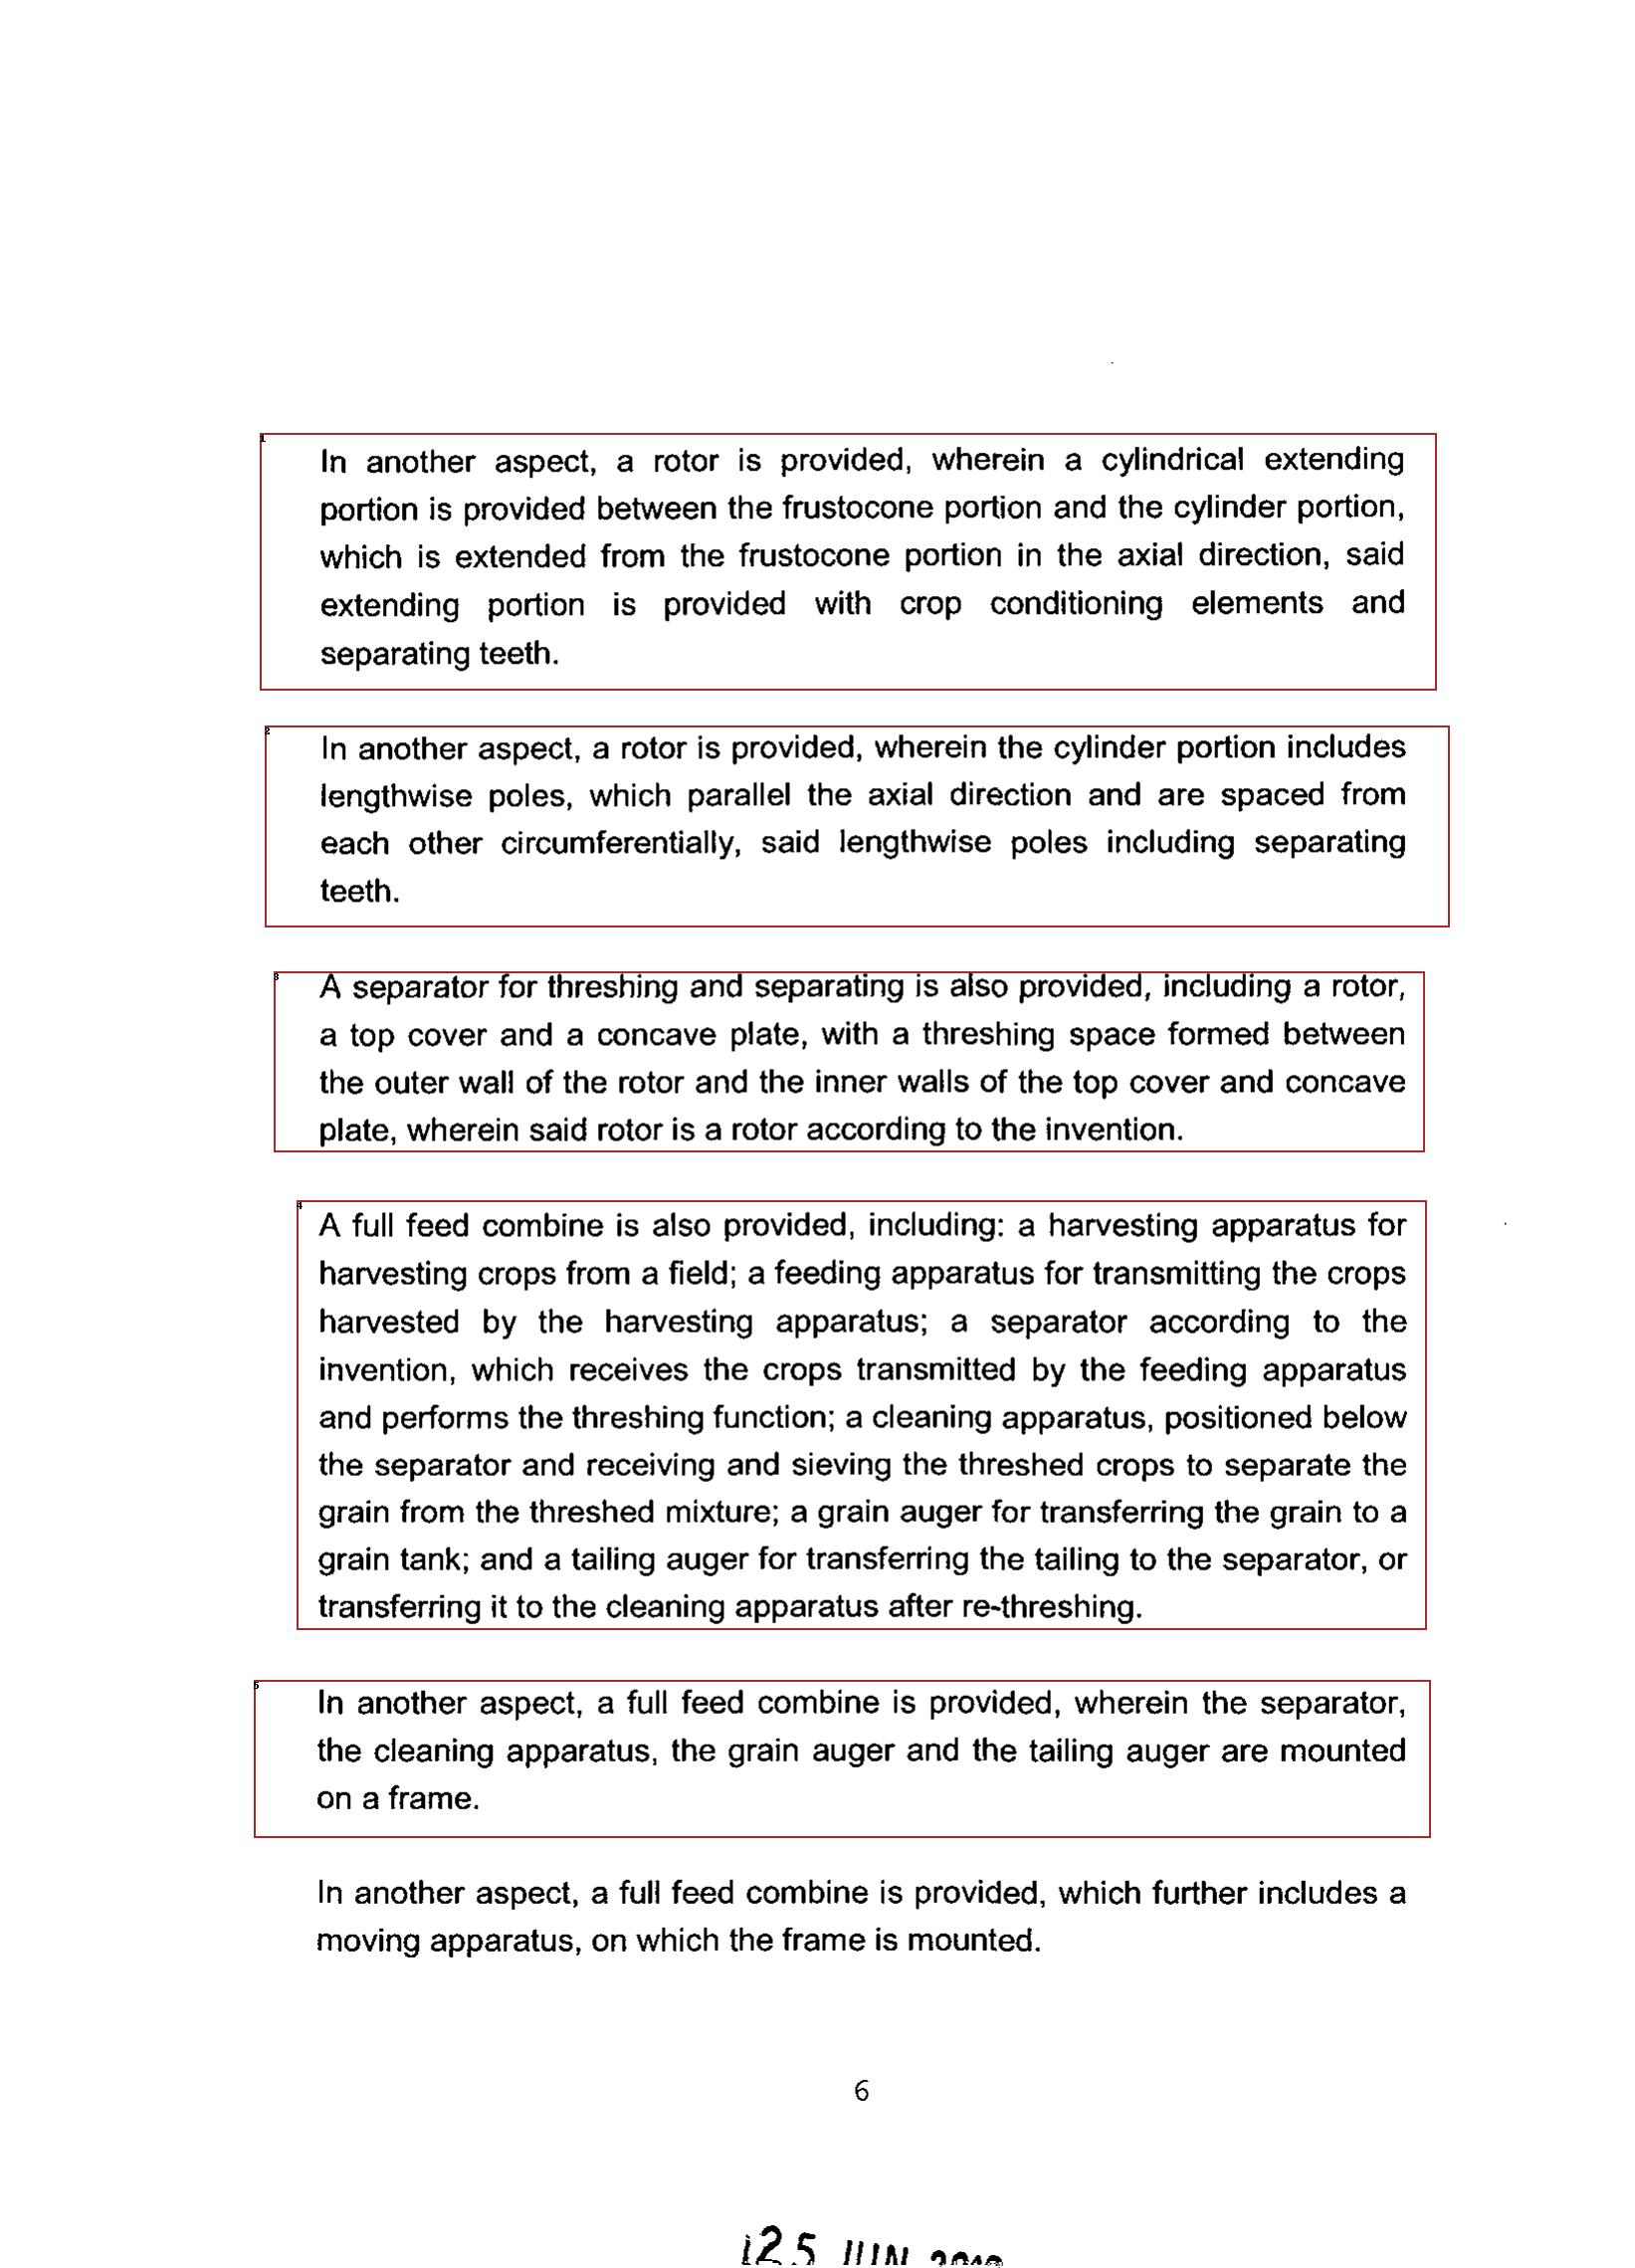 1
In another aspect, a rotor is provided, wherein a cylindrical extending
portion is provided between the frustocone portion and the cylinder portion,
which is extended from the frustocone portion in the axial direction, said
extending portion is provided with crop conditioning elements and
separating teeth.
2
In another aspect, a rotor is provided, wherein the cylinder portion includes
lengthwise poles, which parallel the axial direction and are spaced from
each other circumferentially, said lengthwise poles including separating
teeth.
3
A separator for threshing and separating is also provided, including a rotor,
a top cover and a concave plate, with a threshing space formed between
the outer wall of the rotor and the inner walls of the top cover and concave
plate, wherein said rotor is a rotor according to the invention.
4
A full feed combine is also provided, including: a harvesting apparatus for
harvesting crops from a field; a feeding apparatus for transmitting the crops
harvested by the harvesting apparatus; a separator according to the
invention, which receives the crops transmitted by the feeding apparatus
and performs the threshing function; a cleaning apparatus, positioned below
the separator and receiving and sieving the threshed crops to separate the
grain from the threshed mixture; a grain auger for transferring the grain to a
grain tank; and a tailing auger for transferring the tailing to the separator, or
transferring it to the cleaning apparatus after re-threshing.
5
In another aspect, a full feed combine is provided, wherein the separator,
the cleaning apparatus, the grain auger and the tailing auger are mounted
on a frame.
In another aspect, a full feed combine is provided, which further includes a
moving apparatus, on which the frame is mounted.
6
25 JUN